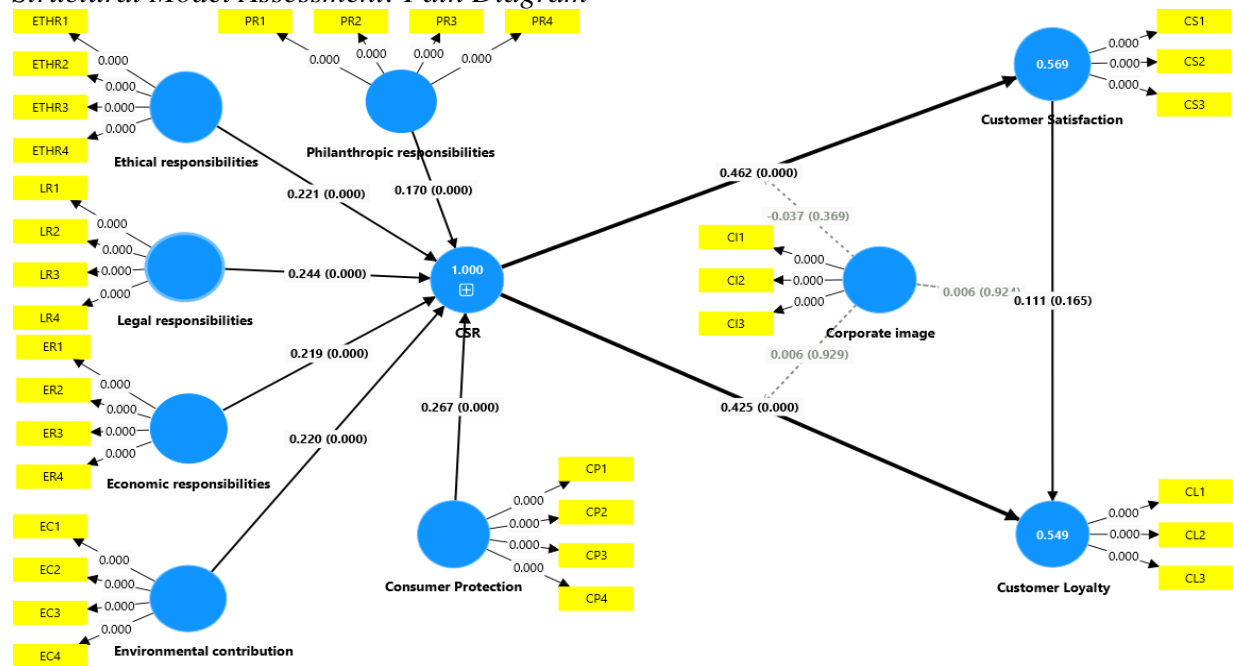 Structural Model Assessment: Path Diagram
ETHR1
ETHR2
ETHR3
ETHR4
0.000
0.000
0.000
0.000
Ethical responsibilities
PR1
PR2
PR3
PR4
0.000
0.000
0.000
0.000
Philanthropic responsibilities
LR1
LR2
LR3
LR4
0.000
0.000
0.000
0.000
Legal responsibilities
ER1
ER2
ER3
ER4
0.000
0.000
0.000
0.000
Economic responsibilities
EC1
EC2
EC3
EC4
0.000
0.000
0.000
0.000
Environmental contribution
0.221 (0.000)
0.170 (0.000)
0.244 (0.000)
0.219 (0.000)
0.220 (0.000)
0.267 (0.000)
1.000
CSR
CP1
CP2
CP3
CP4
0.000
0.000
0.000
0.000
Consumer Protection
0.462 (0.000)
-0.037 (0.369)
CI1
CI2
CI3
0.000
0.000
0.000
Corporate image
0.006 (0.924)
0.006 (0.929)
0.425 (0.000)
0.111 (0.165)
0.569
Customer Satisfaction
0.000
0.000
0.000
CS1
CS2
CS3
0.549
Customer Loyalty
0.000
0.000
0.000
CL1
CL2
CL3